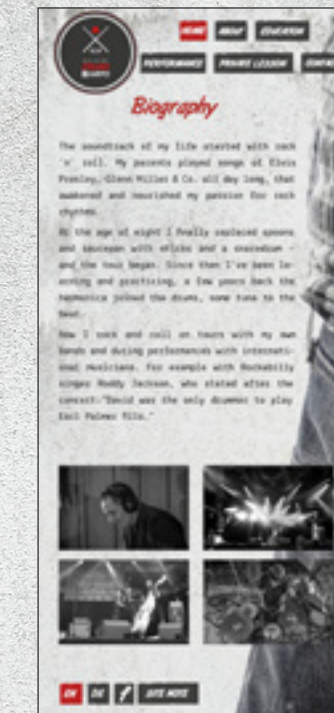 HOME ABOUT EDUCATION
PERFORMANCE PRIVATE LESSON
Biography
The soundtrack of my life started with rock
'n' roll. My parents played songs of Elvis
Presley, Glenn Miller & Co. all day long, that
awakened and nourished my passion for rock
rhythms.
At the age of eight I finally replaced spoons
and saucepan with sticks and a snaredrum -
and the tour began. Since then I've been le-
arning and practicing, a few years back the
harmonica joined the drums, some tune to the
beat.
Now I rock and roll on tours with my own
bands and during performances with internati-
onal musicians. For example with Rockabilly
singer Roddy Jackson, who stated after the
concert:"David was the only drummer to play
Earl Palmer fills."
EN DE f SITE NOTE